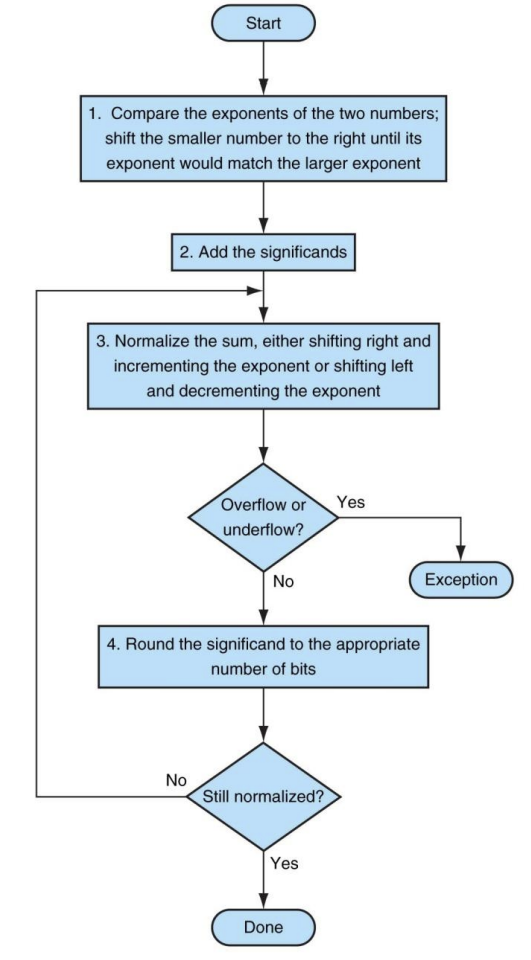 Start
1. Compare the exponents of the two numbers;
shift the smaller number to the right until its
exponent would match the larger exponent
2. Add the significands
3. Normalize the sum, either shifting right and
incrementing the exponent or shifting left
and decrementing the exponent
Overflow or
underflow?
Yes
Exception
No
4. Round the significand to the appropriate
number of bits
No
Still normalized?
Yes
Done